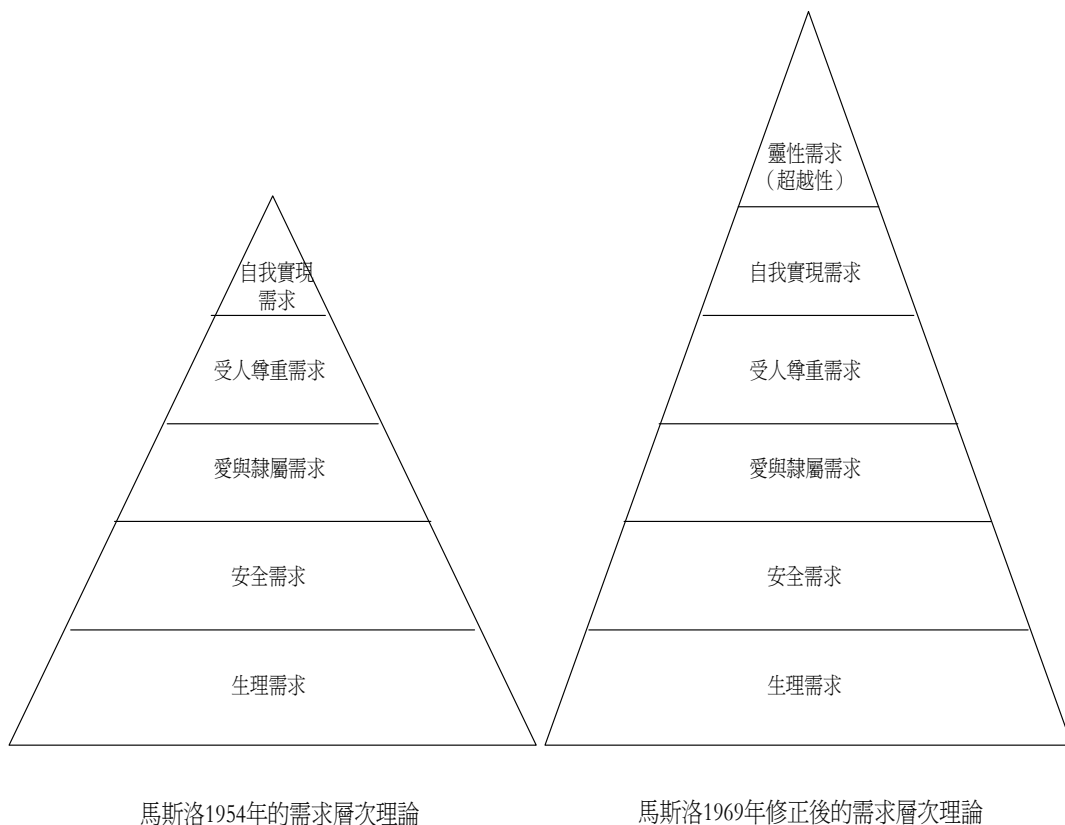 自我實現
需求
受人尊重需求
愛與隸屬需求
安全需求
生理需求
馬斯洛1954年的需求層次理論
靈性需求
（超越性）
自我實現需求
受人尊重需求
愛與隸屬需求
安全需求
生理需求
馬斯洛1969年修正後的需求層次理論